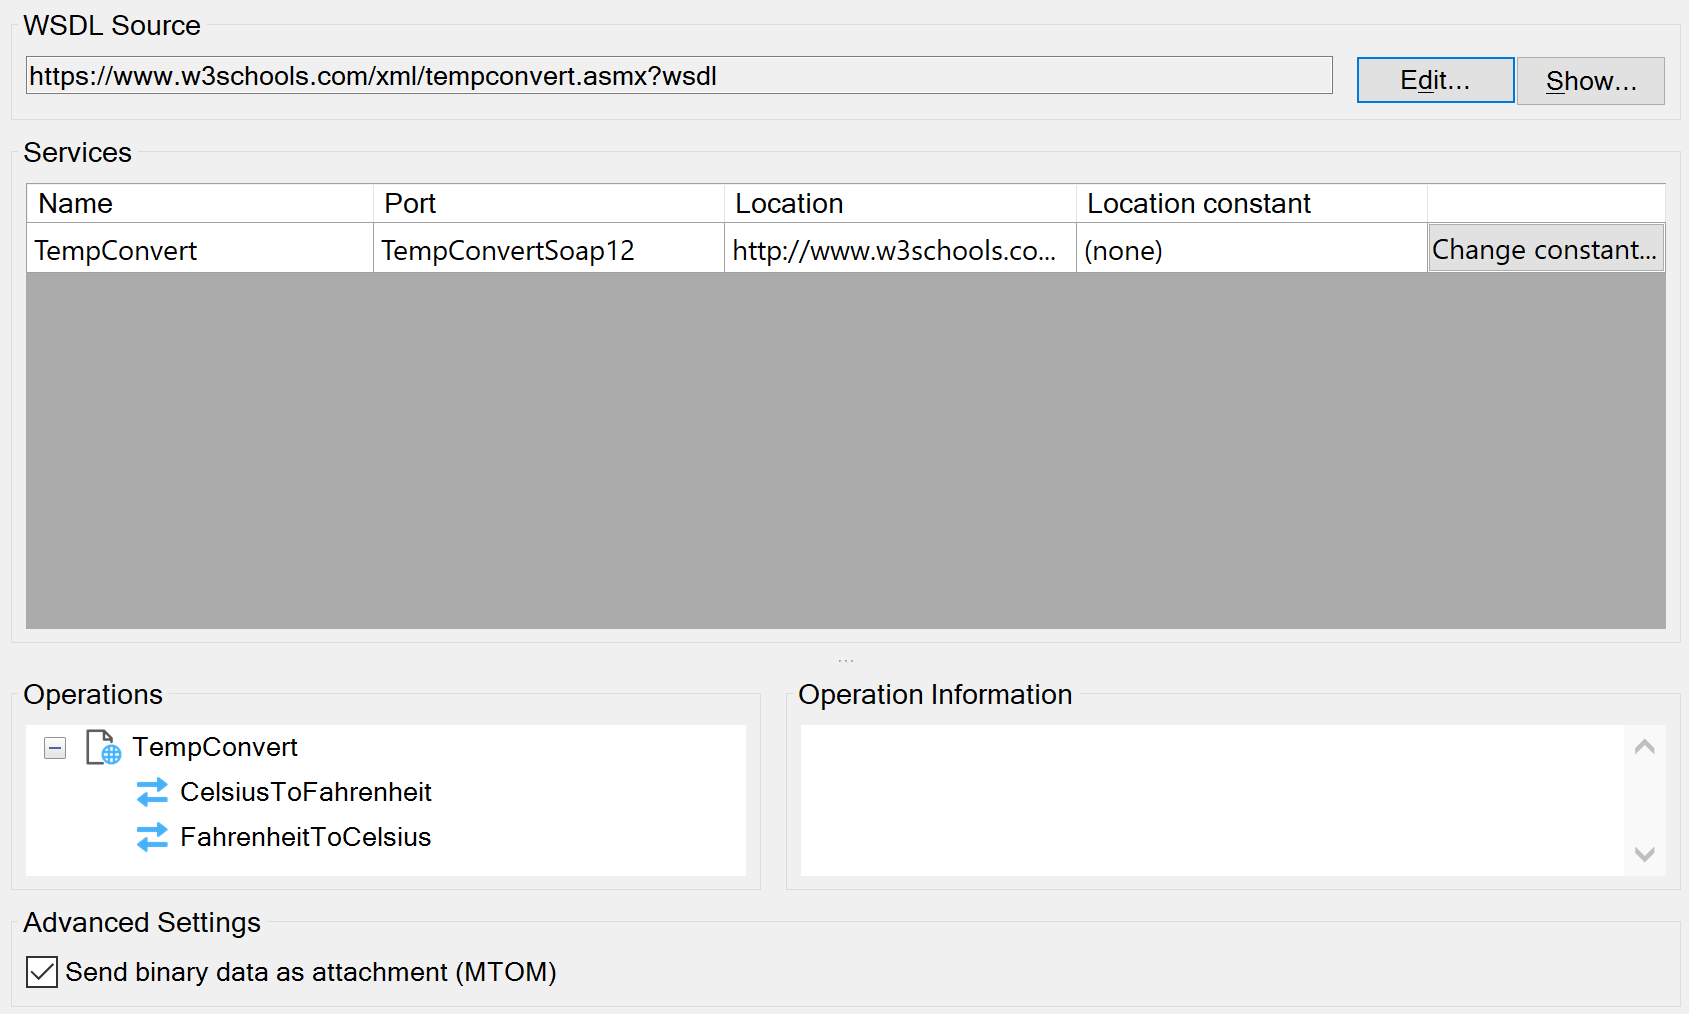 WSDL Source
https://www.w3schools.com/xml/tempconvert.asmx?wsdl
Edit...
Show...
Services
Name Port Location Location constant
TempConvert TempConvertSoap12 http://www.w3schools.co... (none) Change constant...
...
Operations
TempConvert
CelsiusToFahrenheit
FahrenheitToCelsius
Operation Information
Advanced Settings
Send binary data as attachment (MTOM)